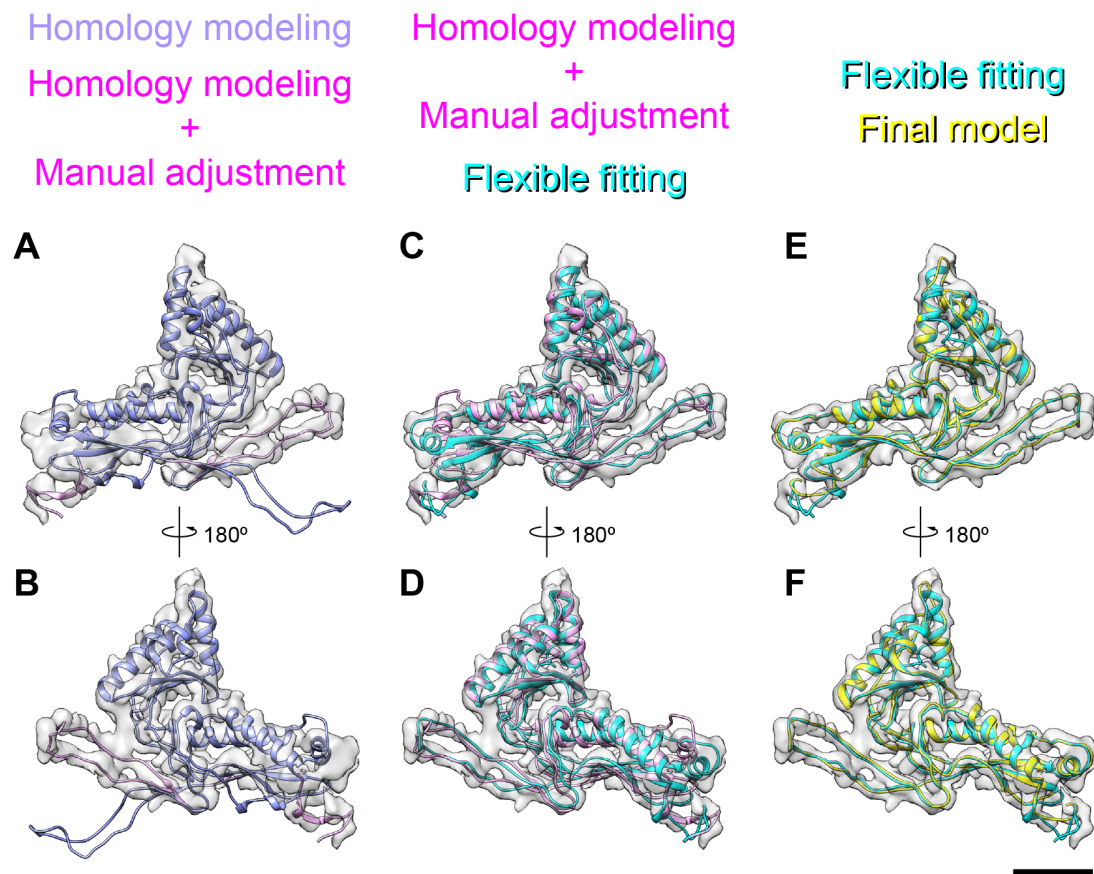 Homology modeling
Homology modeling
+
Manual adjustment
Homology modeling
+
Manual adjustment
Flexible fitting
Flexible fitting
Final model
A
C
E
180º
180º
180º
B
D
F